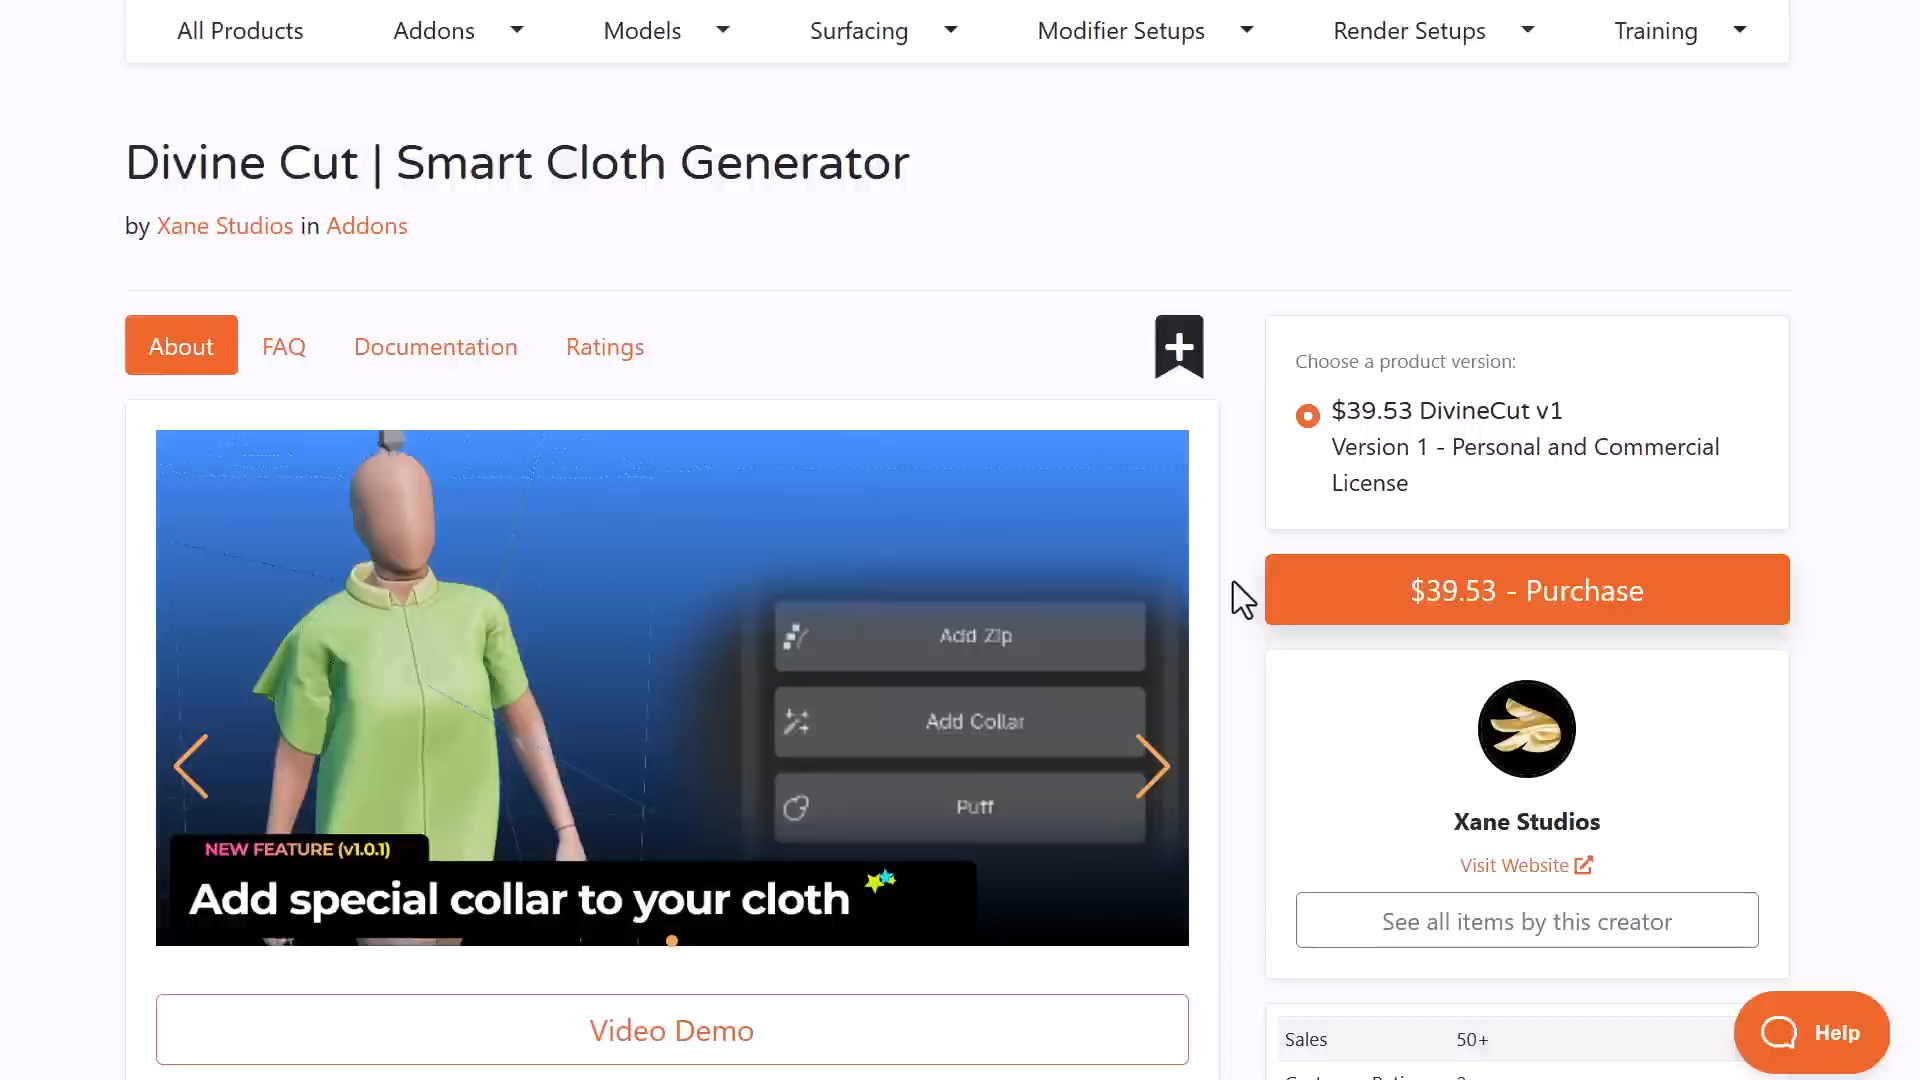 All Products
Addons
Models
Surfacing
Modifier Setups
Render Setups
Training
Divine Cut | Smart Cloth Generator
by Xane Studios in Addons
About
FAQ
Documentation
Ratings
Choose a product version:
$39.53 DivineCut v1
Version 1 - Personal and Commercial
License
$39.53 - Purchase
Add Zip
Add Collar
Puff
NEW FEATURE (v1.0.1)
Add special collar to your cloth
Xane Studios
Visit Website
See all items by this creator
Video Demo
Sales 50+
Help